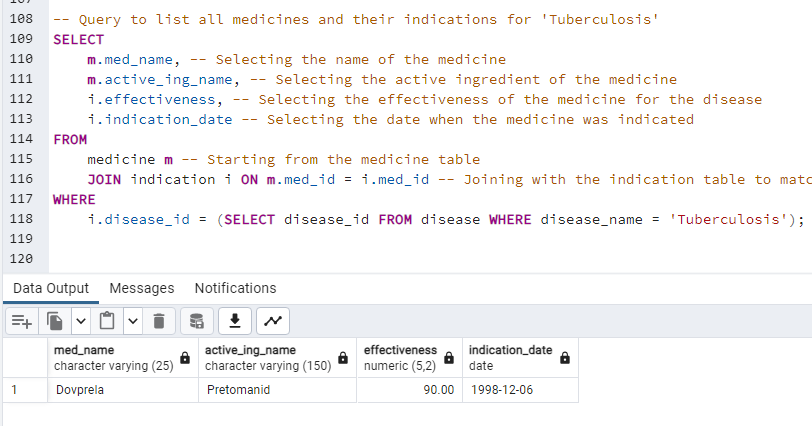 108 -- Query to list all medicines and their indications for 'Tuberculosis'
109 SELECT
110 m.med_name, -- Selecting the name of the medicine
111 m.active_ing_name, -- Selecting the active ingredient of the medicine
112 i.effectiveness, -- Selecting the effectiveness of the medicine for the disease
113 i.indication_date -- Selecting the date when the medicine was indicated
114 FROM
115 medicine m -- Starting from the medicine table
116 JOIN indication i ON m.med_id = i.med_id -- Joining with the indication table to matc
117 WHERE
118 i.disease_id = (SELECT disease_id FROM disease WHERE disease_name = 'Tuberculosis');
119
120
Data Output Messages Notifications
med_name active_ing_name effectiveness indication_date
character varying (25) character varying (150) numeric (5,2) date
1 Dovprela Pretomanid 90.00 1998-12-06